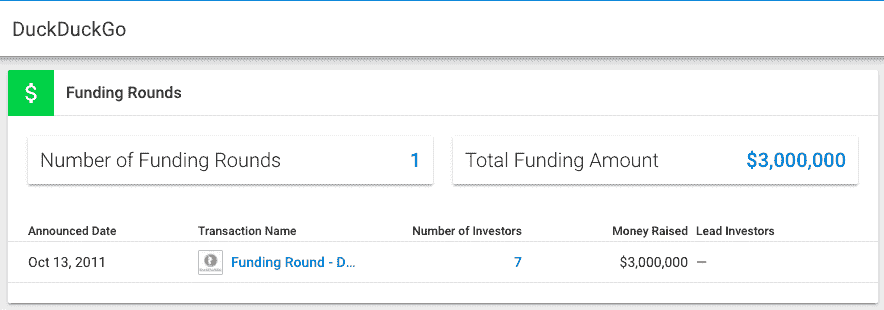 DuckDuckGo
$ Funding Rounds
Number of Funding Rounds 1 Total Funding Amount $3,000,000
Announced Date Transaction Name Number of Investors Money Raised Lead Investors
Oct 13, 2011 Funding Round - D... 7 $3,000,000 —